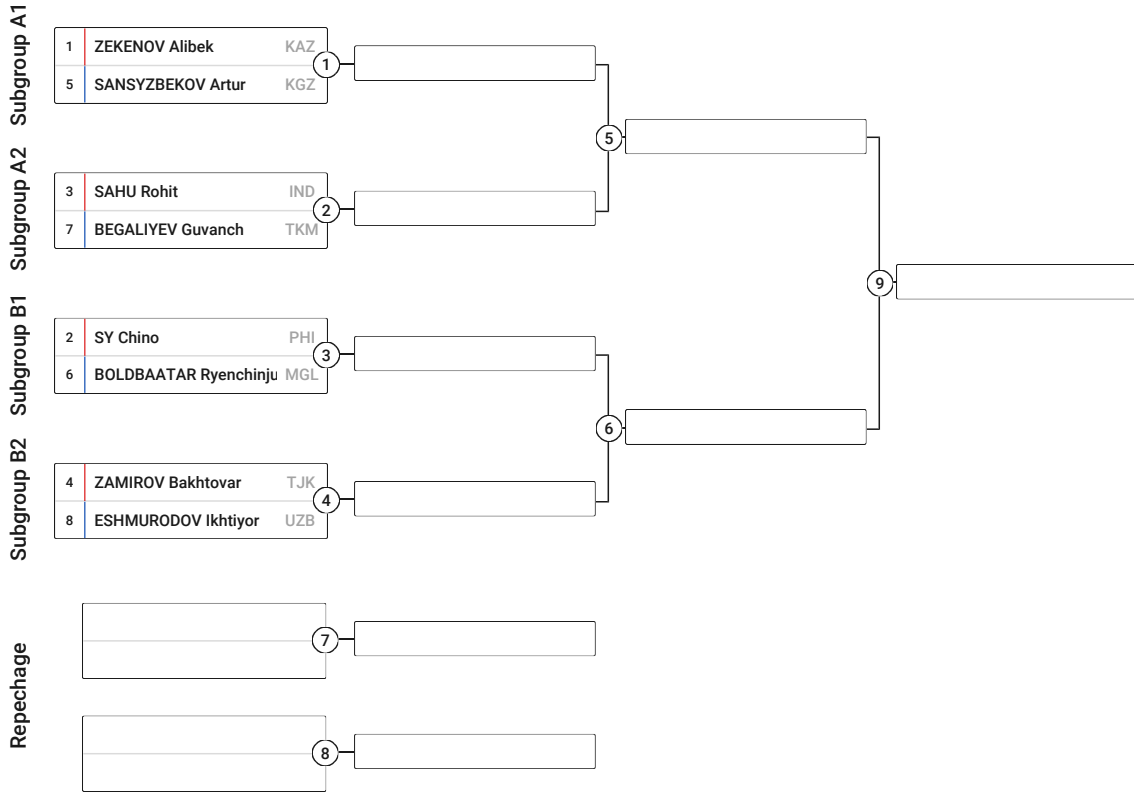 Subgroup A1
1 ZEKENOV Alibek KAZ
5 SANSYZBEKOV Artur KGZ
1
5
Subgroup A2
3 SAHU Rohit IND
7 BEGALIYEV Guvanch TKM
2
9
Subgroup B1
2 SY Chino PHI
6 BOLDBAATAR Ryenchinju MGL
3
6
Subgroup B2
4 ZAMIROV Bakhtovar TJK
8 ESHMURODOV Ikhtiyor UZB
4
Repechage
7
8